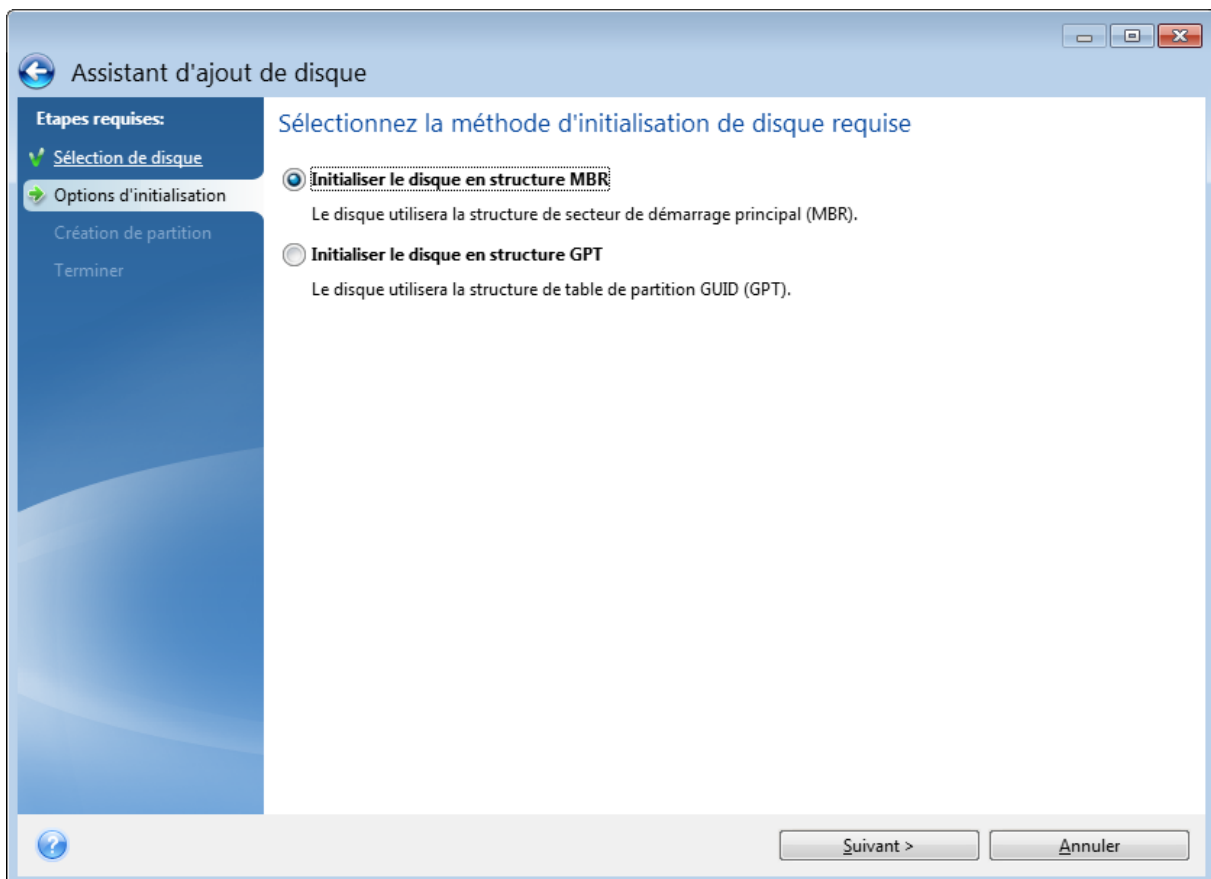 Assistant d'ajout de disque
Etapes requises:
Sélection de disque
Options d'initialisation
Création de partition
Terminer
Sélectionnez la méthode d'initialisation de disque requise
Initialiser le disque en structure MBR
Le disque utilisera la structure de secteur de démarrage principal (MBR).
Initialiser le disque en structure GPT
Le disque utilisera la structure de table de partition GUID (GPT).
?
Suivant >
Annuler